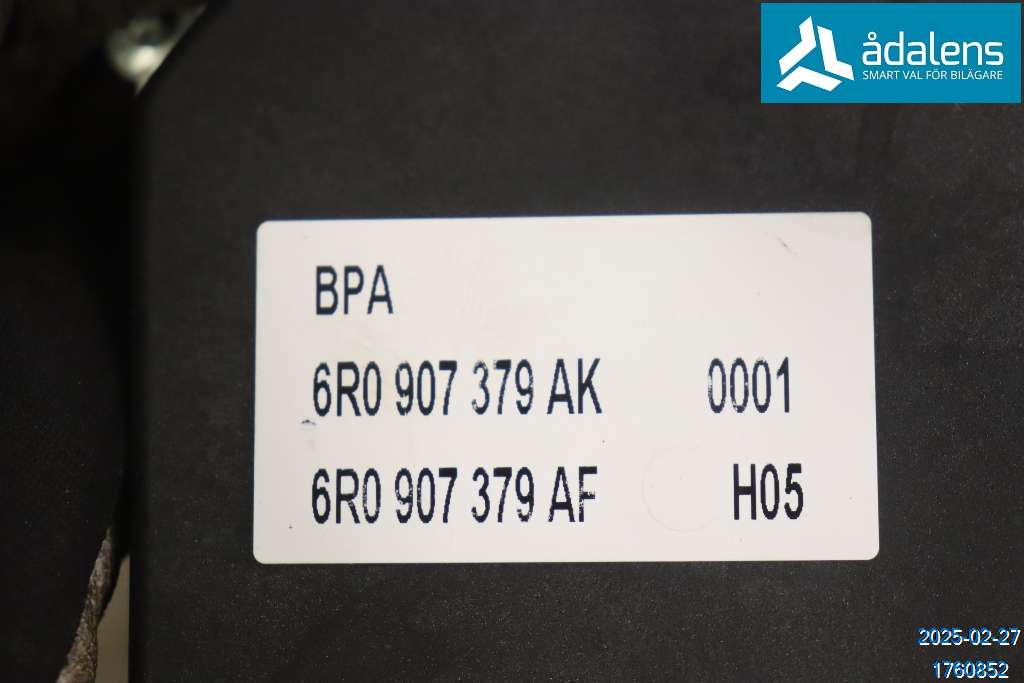 ådalens
SMART VAL FÖR BILÄGARE
BPA
6R0 907 379 AK 0001
6R0 907 379 AF H05
2025-02-27
1760852